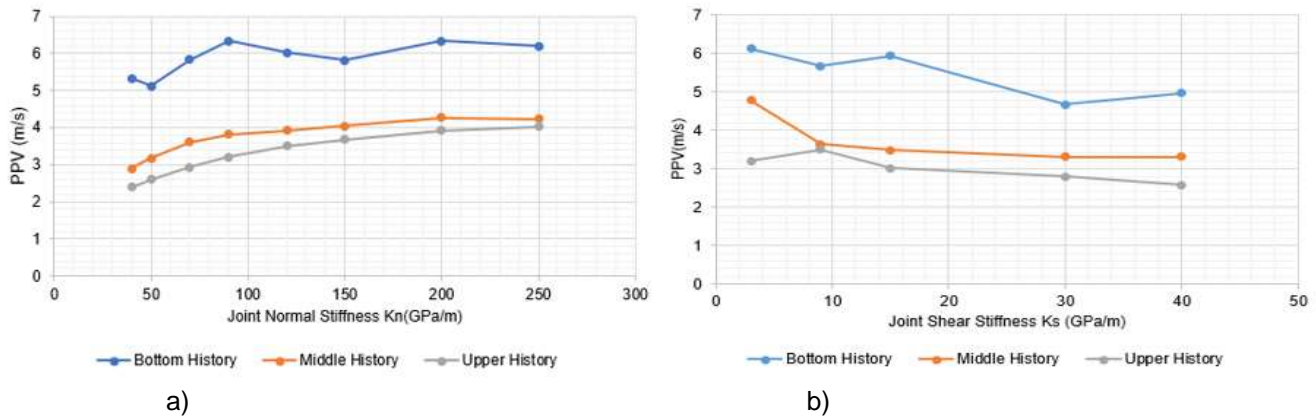 7
6
5
4
3
2
1
0
PPV (m/s)
0 50 100 150 200 250 300
Joint Normal Stiffness Kn(GPa/m)
Bottom History Middle History Upper History
a)
7
6
5
4
3
2
1
0
PPV(m/s)
0 10 20 30 40 50
Joint Shear Stiffness Ks (GPa/m)
Bottom History Middle History Upper History
b)